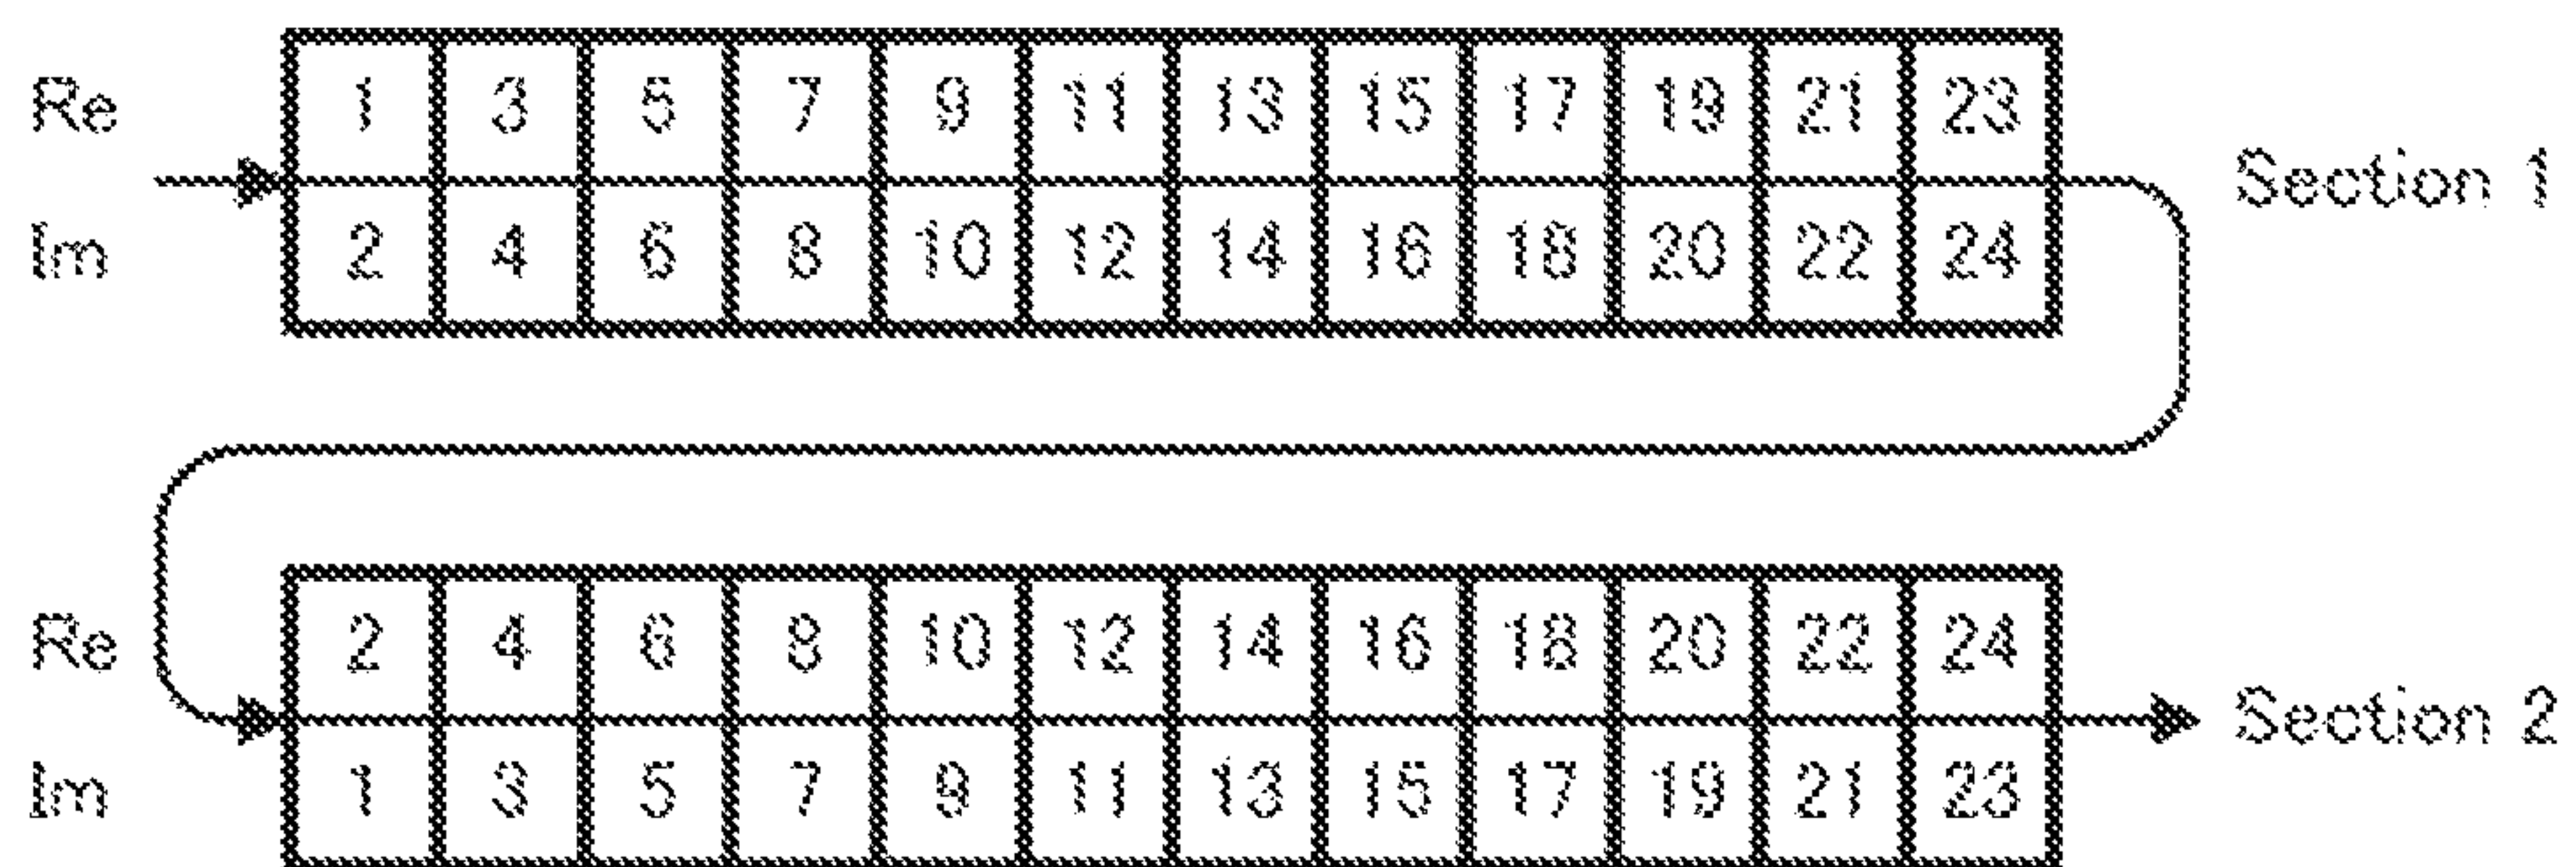 Re 1 3 5 7 9 11 13 15 17 19 21 23
Section 1
Im 2 4 6 8 10 12 14 16 18 20 22 24
Re 2 4 6 8 10 12 14 16 18 20 22 24
Section 2
Im 1 3 5 7 9 11 13 15 17 19 21 23